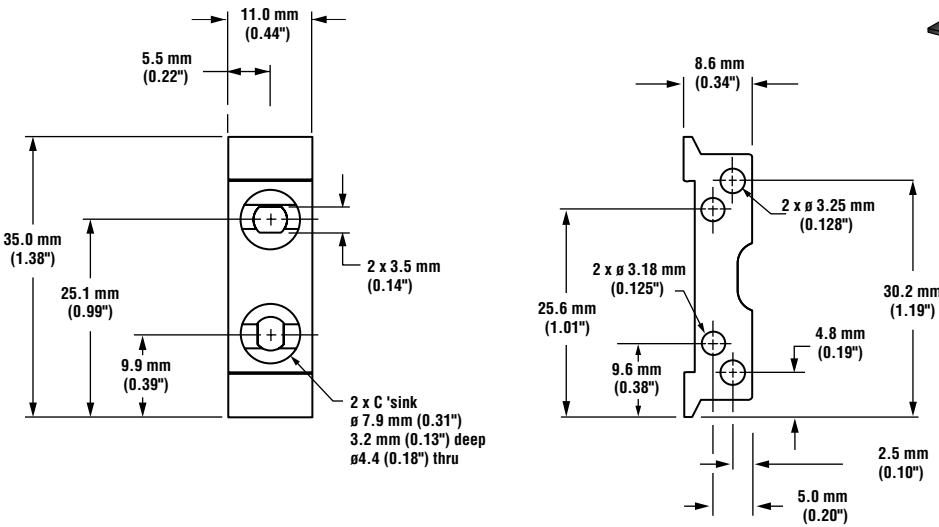 11.0 mm
(0.44")
5.5 mm
(0.22")
35.0 mm
(1.38")
25.1 mm
(0.99")
9.9 mm
(0.39")
2 x 3.5 mm
(0.14")
2 x C 'sink
ø 7.9 mm (0.31")
3.2 mm (0.13") deep
ø4.4 (0.18") thru
8.6 mm
(0.34")
2 x ø 3.25 mm
(0.128")
2 x ø 3.18 mm
(0.125")
25.6 mm
(1.01")
9.6 mm
(0.38")
4.8 mm
(0.19")
30.2 mm
(1.19")
2.5 mm
(0.10")
5.0 mm
(0.20")